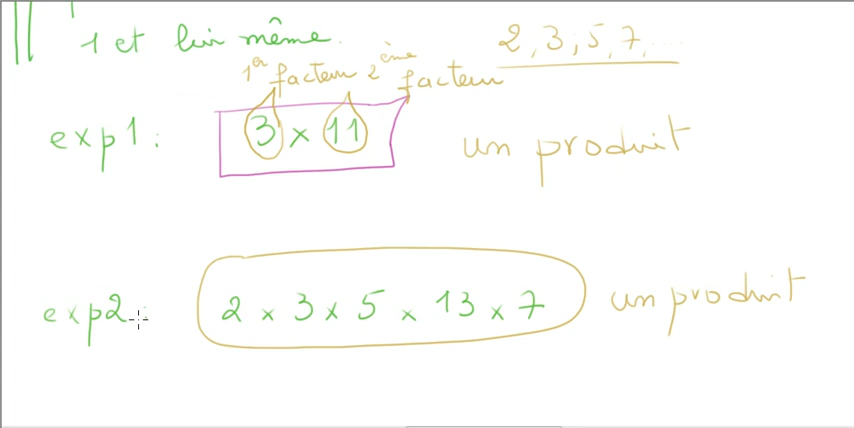 1 et lui même. 2, 3, 5, 7, ...
1er facteur 2ème facteur
exp1: 3 × 11 un produit
exp2: 2 × 3 × 5 × 13 × 7 un produit